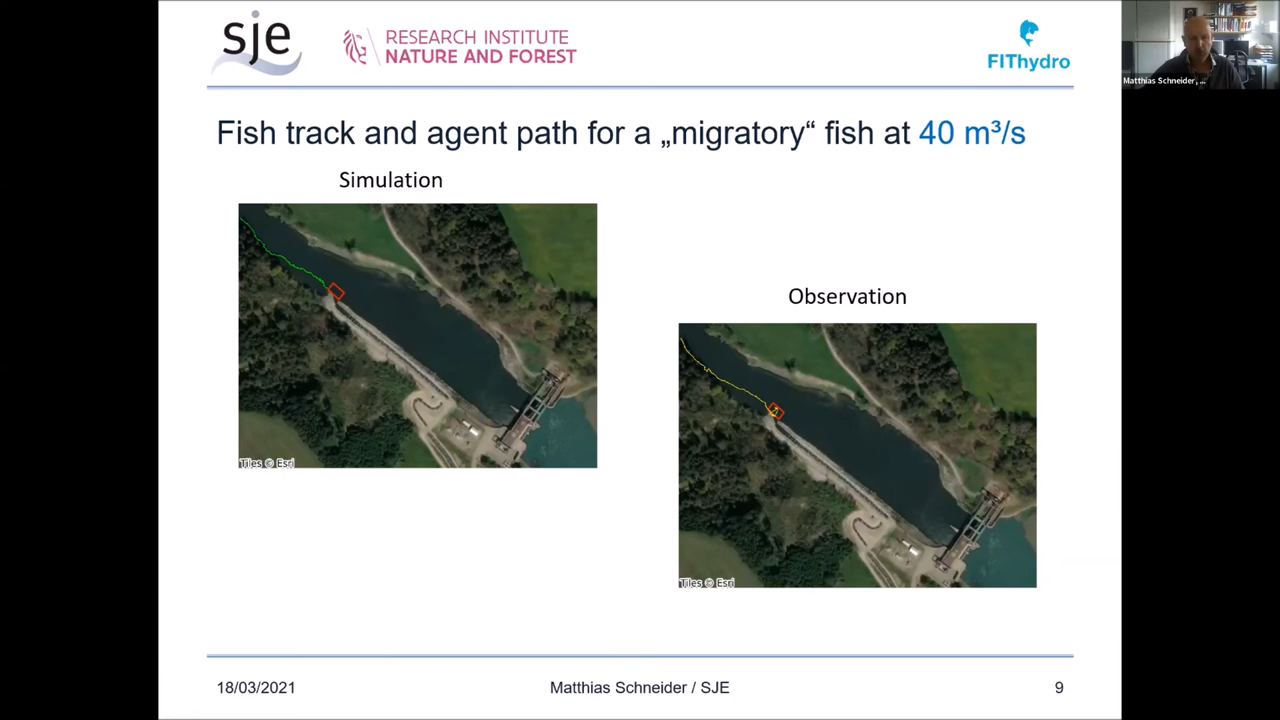 sje
RESEARCH INSTITUTE
NATURE AND FOREST
FIThydro
Matthias Schneider, ...
Fish track and agent path for a „migratory“ fish at 40 m³/s
Simulation
Observation
Tiles © Esri
Tiles © Esri
18/03/2021
Matthias Schneider / SJE
9